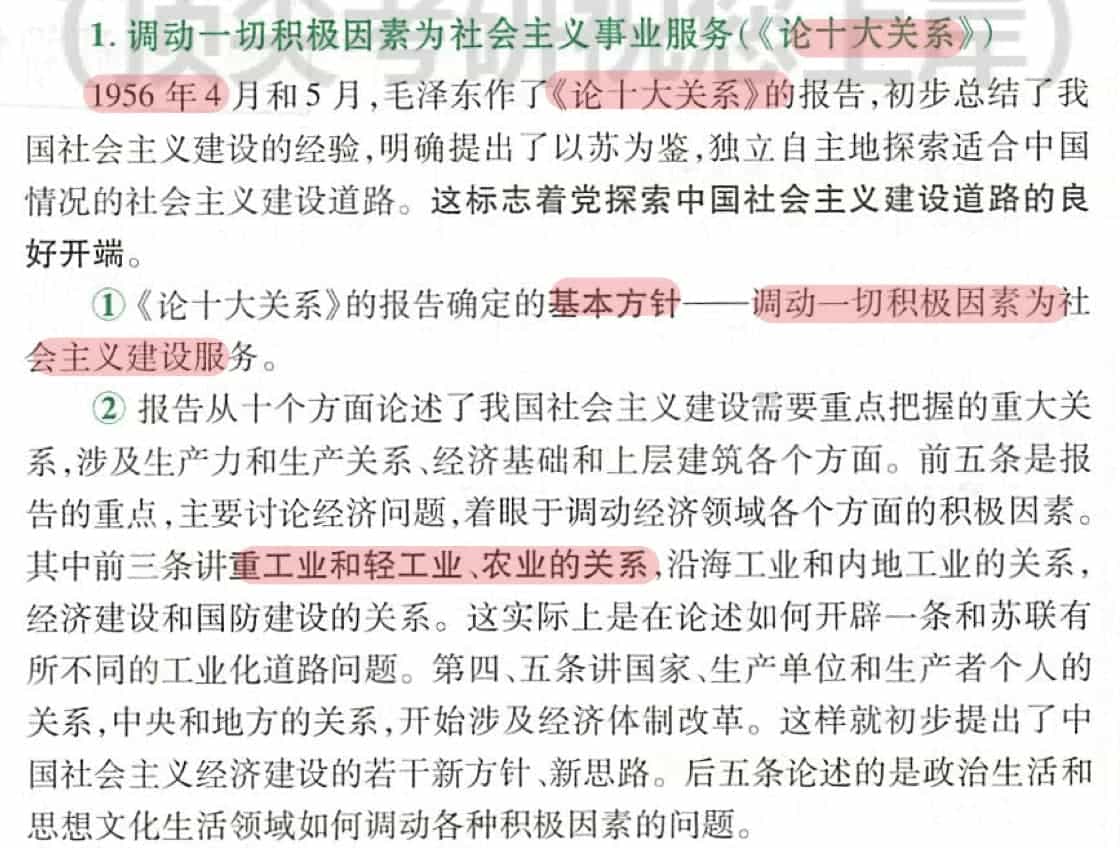 1. 调动一切积极因素为社会主义事业服务(《论十大关系》)
1956 年 4 月和 5 月,毛泽东作了《论十大关系》的报告,初步总结了我
国社会主义建设的经验,明确提出了以苏为鉴,独立自主地探索适合中国
情况的社会主义建设道路。这标志着党探索中国社会主义建设道路的良
好开端。
①《论十大关系》的报告确定的基本方针——调动一切积极因素为社
会主义建设服务。
② 报告从十个方面论述了我国社会主义建设需要重点把握的重大关
系,涉及生产力和生产关系、经济基础和上层建筑各个方面。前五条是报
告的重点,主要讨论经济问题,着眼于调动经济领域各个方面的积极因素。
其中前三条讲重工业和轻工业、农业的关系,沿海工业和内地工业的关系,
经济建设和国防建设的关系。这实际上是在论述如何开辟一条和苏联有
所不同的工业化道路问题。第四、五条讲国家、生产单位和生产者个人的
关系,中央和地方的关系,开始涉及经济体制改革。这样就初步提出了中
国社会主义经济建设的若干新方针、新思路。后五条论述的是政治生活和
思想文化生活领域如何调动各种积极因素的问题。